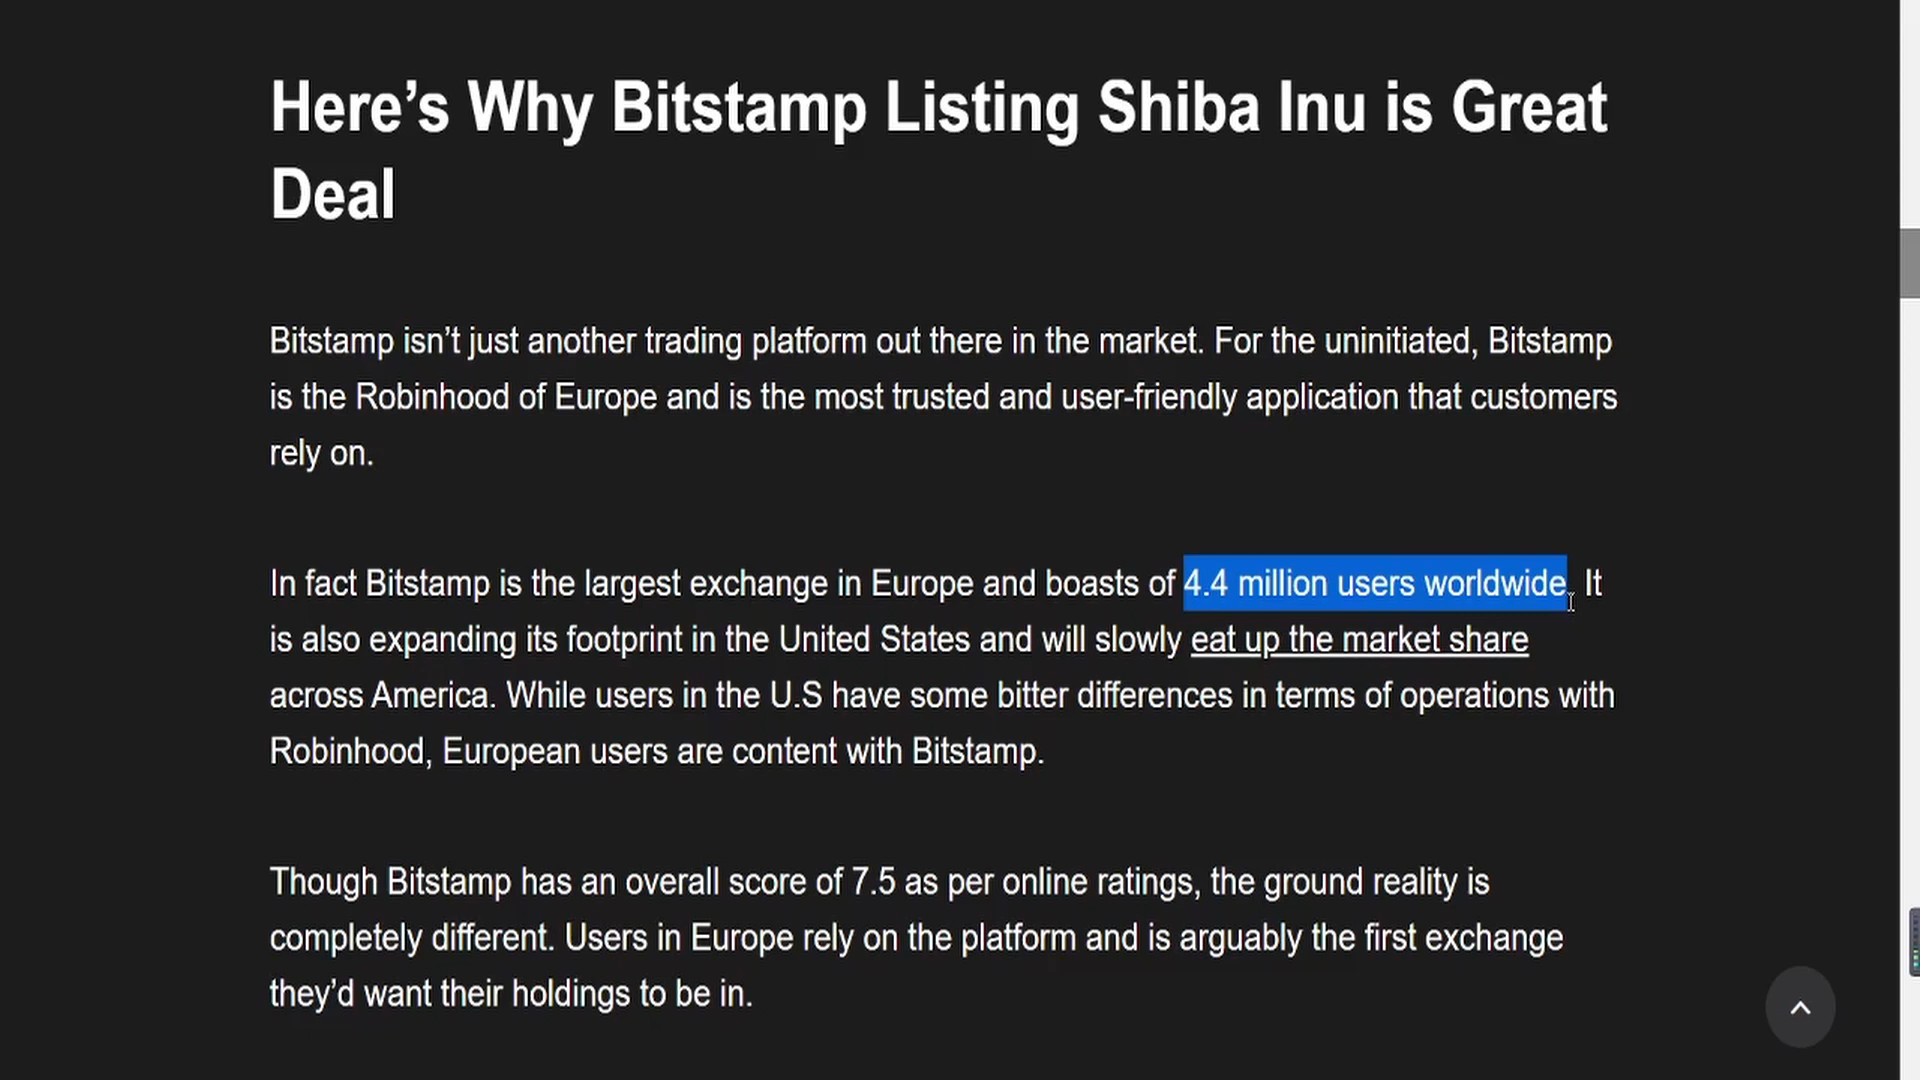 Here’s Why Bitstamp Listing Shiba Inu is Great
Deal
Bitstamp isn’t just another trading platform out there in the market. For the uninitiated, Bitstamp
is the Robinhood of Europe and is the most trusted and user-friendly application that customers
rely on.
In fact Bitstamp is the largest exchange in Europe and boasts of 4.4 million users worldwide. It
is also expanding its footprint in the United States and will slowly eat up the market share
across America. While users in the U.S have some bitter differences in terms of operations with
Robinhood, European users are content with Bitstamp.
Though Bitstamp has an overall score of 7.5 as per online ratings, the ground reality is
completely different. Users in Europe rely on the platform and is arguably the first exchange
they’d want their holdings to be in.